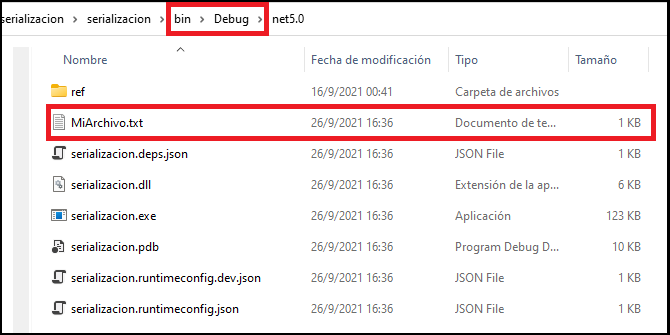 serializacion > serializacion > bin > Debug > net5.0
Nombre Fecha de modificación Tipo Tamaño
ref 16/9/2021 00:41 Carpeta de archivos
MiArchivo.txt 26/9/2021 16:36 Documento de te... 1 KB
serializacion.deps.json 26/9/2021 16:36 JSON File 1 KB
serializacion.dll 26/9/2021 16:36 Extensión de la ap... 6 KB
serializacion.exe 26/9/2021 16:36 Aplicación 123 KB
serializacion.pdb 26/9/2021 16:36 Program Debug D... 10 KB
serializacion.runtimeconfig.dev.json 26/9/2021 16:36 JSON File 1 KB
serializacion.runtimeconfig.json 26/9/2021 16:36 JSON File 1 KB